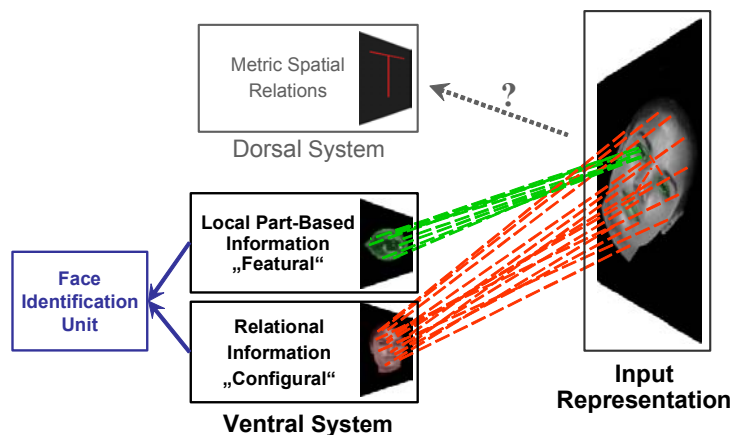 Metric Spatial
Relations
?
Dorsal System
Local Part-Based
Information
„Featural“
Face
Identification
Unit
Relational
Information
„Configural“
Ventral System
Input
Representation